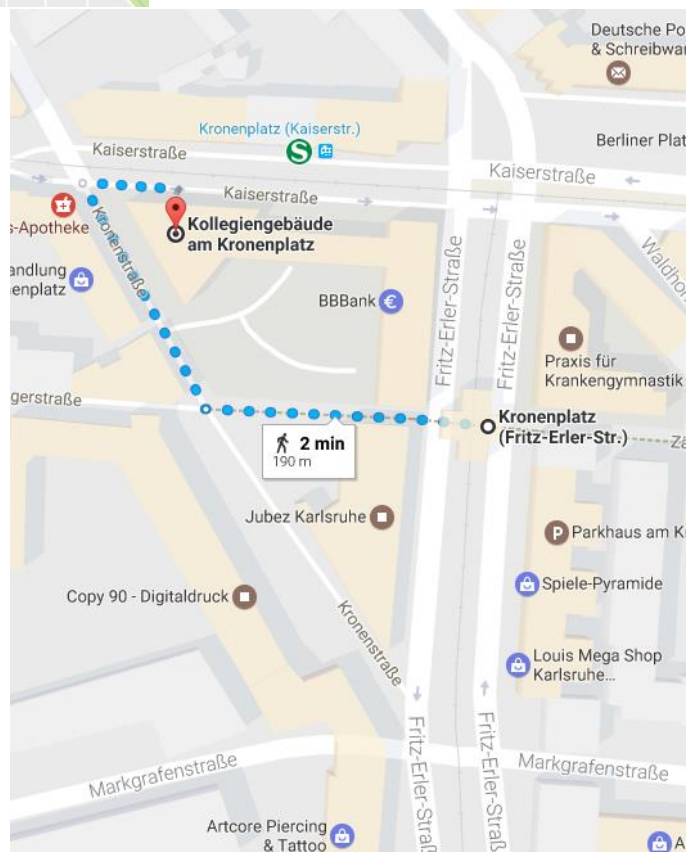 Deutsche Po
& Schreibwar
Kronenplatz (Kaiserstr.)
S
Berliner Plat
Kaiserstraße
Kaiserstraße
Kaiserstraße
s-Apotheke
Kollegiengebäude
am Kronenplatz
Kronenstraße
Waldhor
andlung
enplatz
Fritz-Erler-Straße
Fritz-Erler-Straße
BBBank
€
Praxis für
Krankengymnastik
gerstraße
Kronenplatz
(Fritz-Erler-Str.)
Zä
2 min
190 m
Jubez Karlsruhe
P
Parkhaus am K
Copy 90 - Digitaldruck
Spiele-Pyramide
Kronenstraße
Louis Mega Shop
Karlsruhe...
Fritz-Erler-Straße
Fritz-Erler-Straße
Markgrafenstraße
Markgrafenstraße
Artcore Piercing
& Tattoo
A